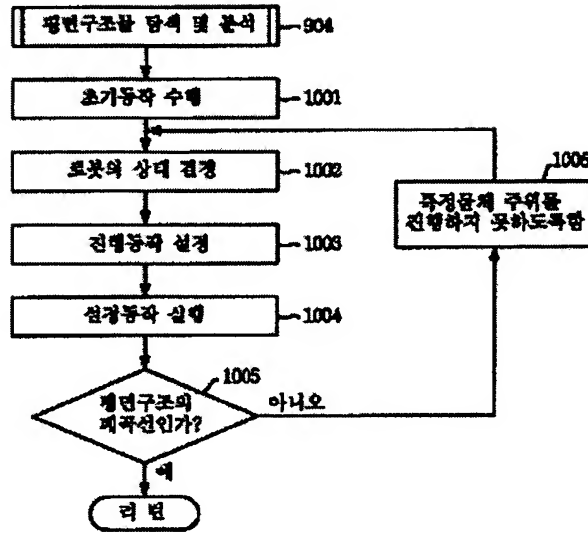 평면구조물 탐색 및 분석
904
초기동작 수행
1001
로봇의 상태 결정
1002
진행동작 설정
1003
선정동작 실행
1004
1005
평면구조의
폐곡선인가?
아니오
예
리 턴
1006
특정물체 주위를
진행하지 못하도록함